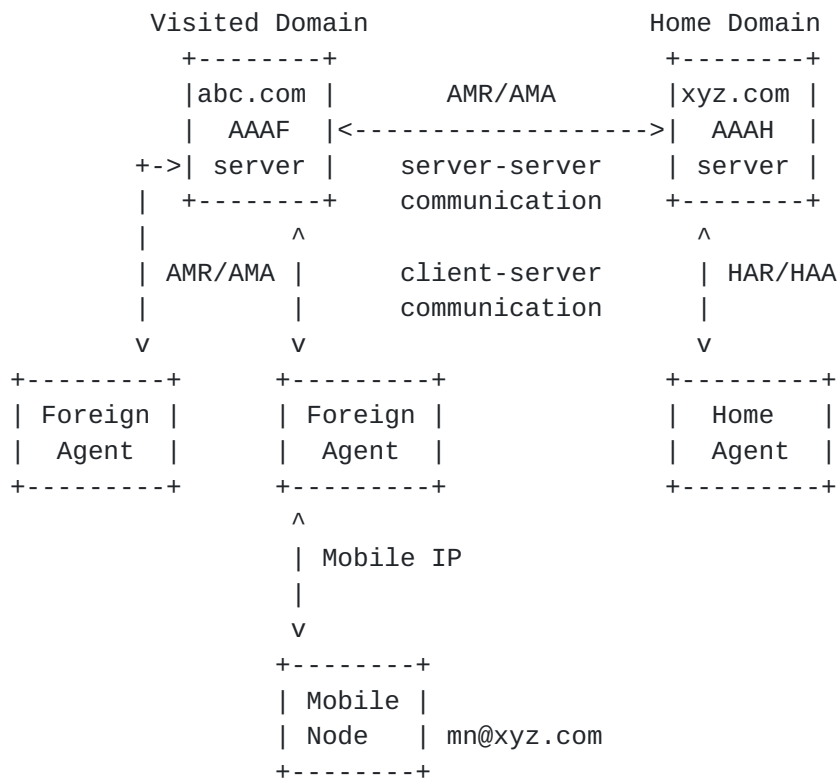 Visited Domain                   Home Domain
  +--------+                      +--------+
  |abc.com |       AMR/AMA        |xyz.com |
  |  AAAF  |<-------------------->|  AAAH  |
+->| server |    server-server     | server |
|  +--------+    communication    +--------+
|         ^                         ^
| AMR/AMA |      client-server      | HAR/HAA
|         |      communication      |
v         v                         v
+---------+      +---------+              +---------+
| Foreign |      | Foreign |              |  Home   |
|  Agent  |      |  Agent  |              |  Agent  |
+---------+      +---------+              +---------+
^
| Mobile IP
|
v
+--------+
| Mobile |
| Node   | mn@xyz.com
+--------+